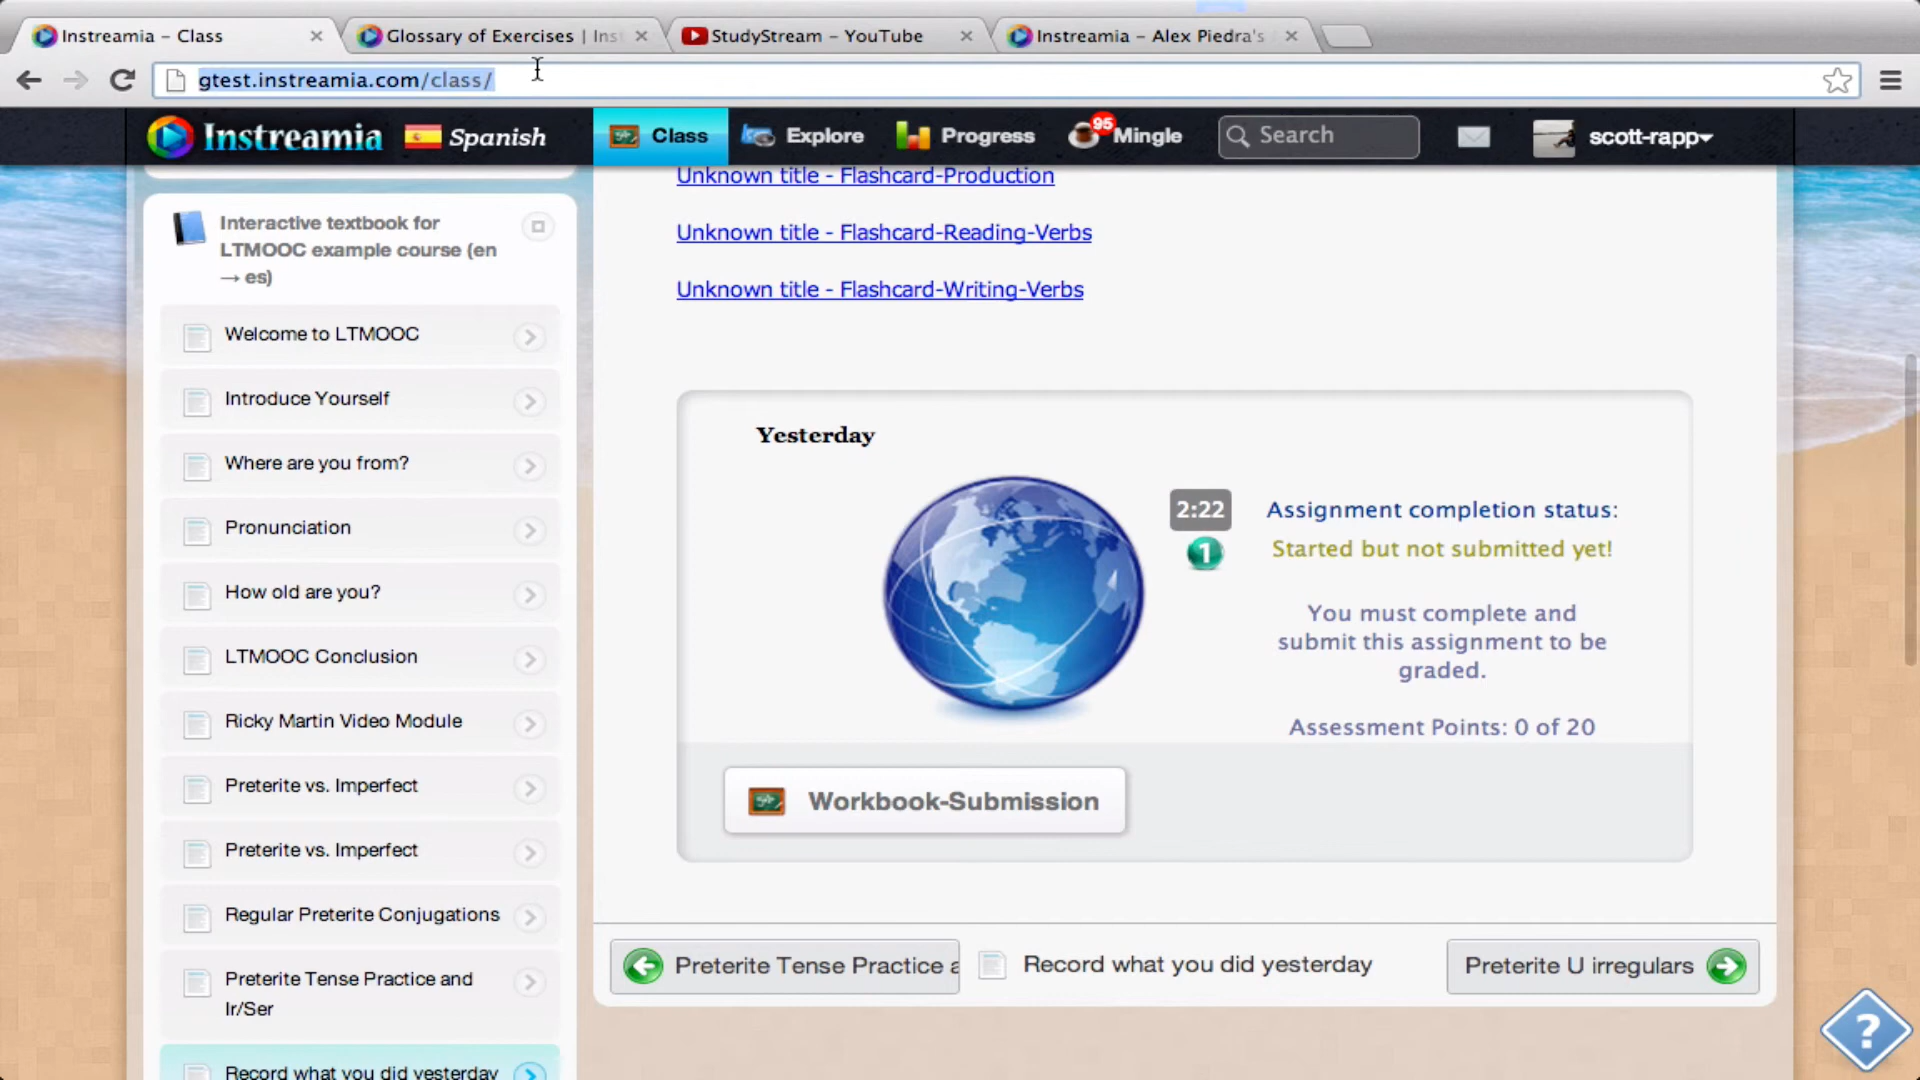 Instreamia – Class
Glossary of Exercises | Inst
StudyStream – YouTube
Instreamia – Alex Piedra's
gtest.instreamia.com/class/
Instreamia
Spanish
Class
Explore
Progress
95
Mingle
Search
scott-rapp
Interactive textbook for
LTMOOC example course (en
→ es)
Welcome to LTMOOC
Introduce Yourself
Where are you from?
Pronunciation
How old are you?
LTMOOC Conclusion
Ricky Martin Video Module
Preterite vs. Imperfect
Preterite vs. Imperfect
Regular Preterite Conjugations
Preterite Tense Practice and
Ir/Ser
Record what you did yesterday
Unknown title - Flashcard-Production
Unknown title - Flashcard-Reading-Verbs
Unknown title - Flashcard-Writing-Verbs
Yesterday
2:22
1
Assignment completion status:
Started but not submitted yet!
You must complete and
submit this assignment to be
graded.
Assessment Points: 0 of 20
Workbook-Submission
Preterite Tense Practice a
Record what you did yesterday
Preterite U irregulars
?